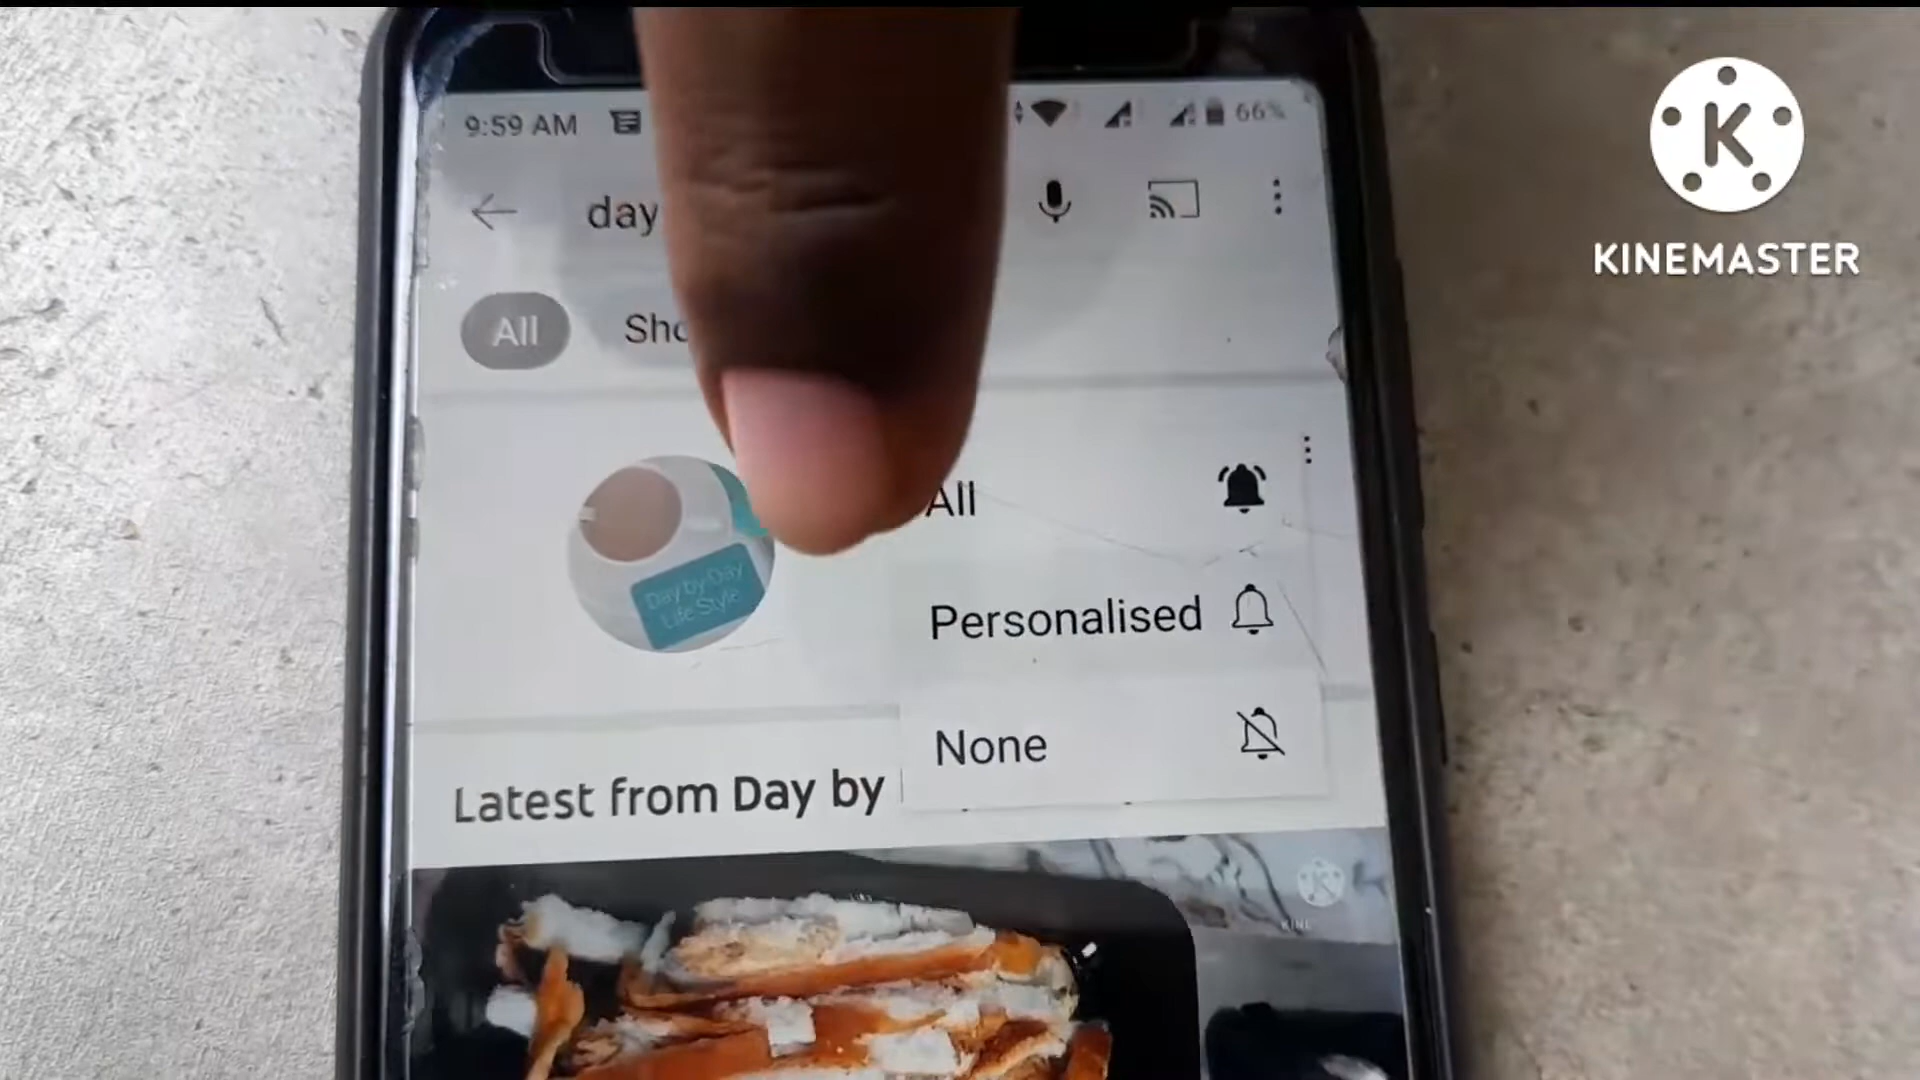 9:59 AM
66%
K
KINEMASTER
day
All
Sho
All
Day by Day
Life Style
Personalised
None
Latest from Day by
KINE